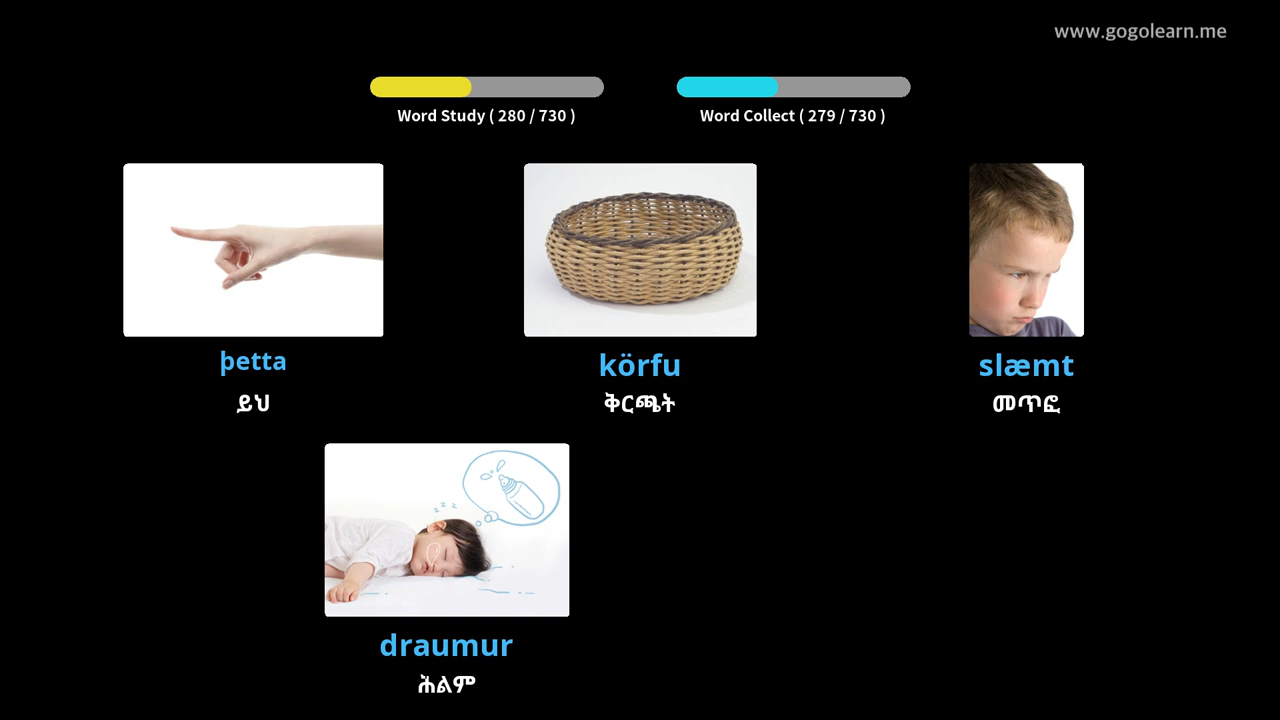 www.gogolearn.me
Word Study ( 280 / 730 )
Word Collect ( 279 / 730 )
þetta
ይህ
körfu
ቅርጫት
slæmt
መጥፎ
draumur
ሕልም